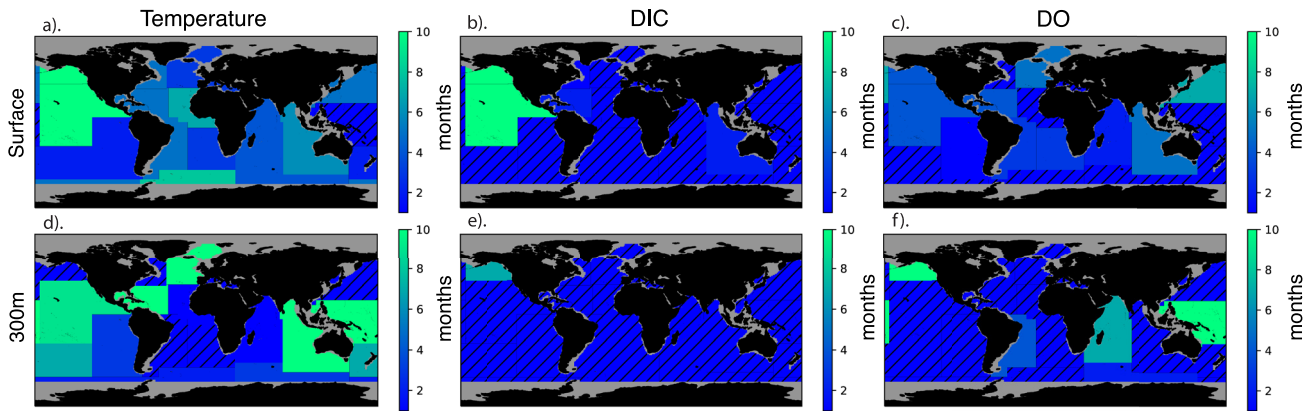 Temperature DIC DO
a). b). c).
Surface
10 8 6 4 2 months
10 8 6 4 2 months
10 8 6 4 2 months
d). e). f).
300m
10 8 6 4 2 months
10 8 6 4 2 months
10 8 6 4 2 months